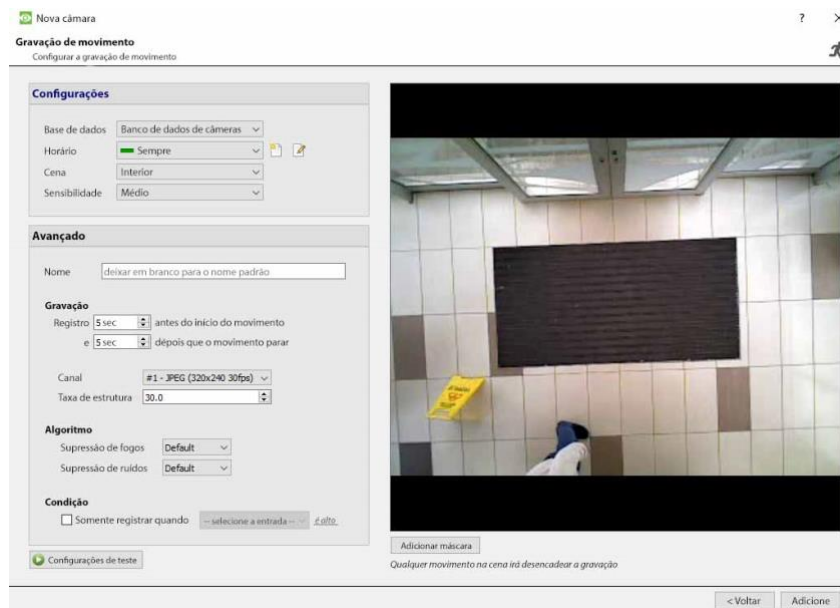 Nova câmara
?
Gravação de movimento
Configurar a gravação de movimento
Configurações
Base de dados Banco de dados de câmeras
Horário Sempre
Cena Interior
Sensibilidade Médio
Avançado
Nome deixar em branco para o nome padrão
Gravação
Registro 5 sec antes do início do movimento
e 5 sec dépois que o movimento parar
Canal #1 - JPEG (320x240 30fps)
Taxa de estrutura 30.0
Algoritmo
Supressão de fogos Default
Supressão de ruídos Default
Condição
Somente registrar quando -- selecione a entrada -- é alto
Configurações de teste
Adicionar máscara
Qualquer movimento na cena irá desencadear a gravação
< Voltar Adicione